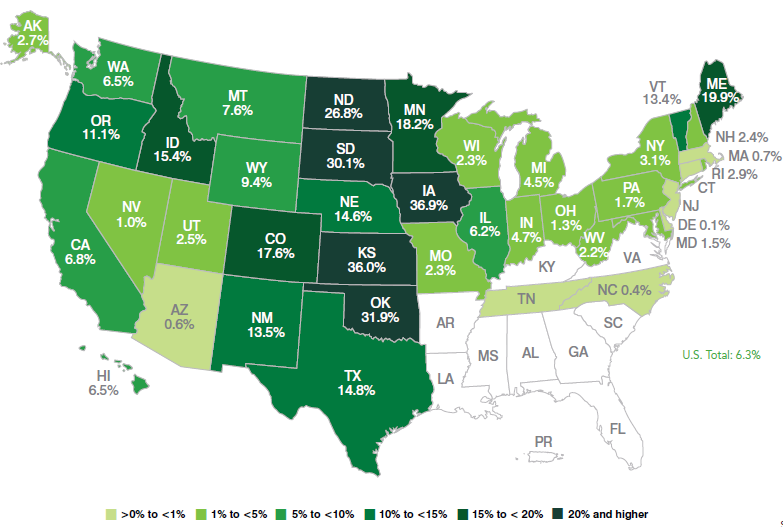 AK
2.7%
WA
6.5%
OR
11.1%
ID
15.4%
MT
7.6%
WY
9.4%
CA
6.8%
NV
1.0%
UT
2.5%
AZ
0.6%
CO
17.6%
NM
13.5%
ND
26.8%
SD
30.1%
NE
14.6%
KS
36.0%
OK
31.9%
TX
14.8%
MN
18.2%
IA
36.9%
MO
2.3%
AR
LA
WI
2.3%
IL
6.2%
MI
4.5%
IN
4.7%
OH
1.3%
KY
TN
MS
AL
GA
FL
SC
NC 0.4%
VA
WV
2.2%
PA
1.7%
NY
3.1%
VT
13.4%
ME
19.9%
NH 2.4%
MA 0.7%
RI 2.9%
CT
NJ
DE 0.1%
MD 1.5%
HI
6.5%
PR
U.S. Total: 6.3%
>0% to <1% 1% to <5% 5% to <10% 10% to <15% 15% to < 20% 20% and higher